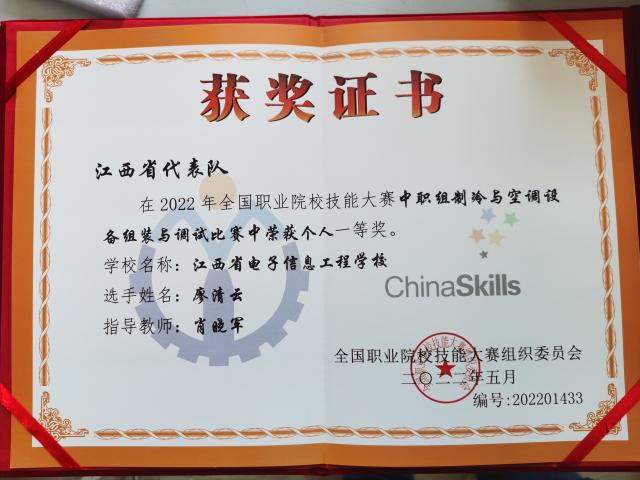 获奖证书
江西省代表队
在2022年全国职业院校技能大赛中职组制冷与空调设
备组装与调试比赛中荣获个人一等奖。
学校名称：江西省电子信息工程学校
选手姓名：廖清云
指导教师：肖晓军
ChinaSkills
全国职业院校技能大赛组织委员会
二〇二二年五月
编号:202201433